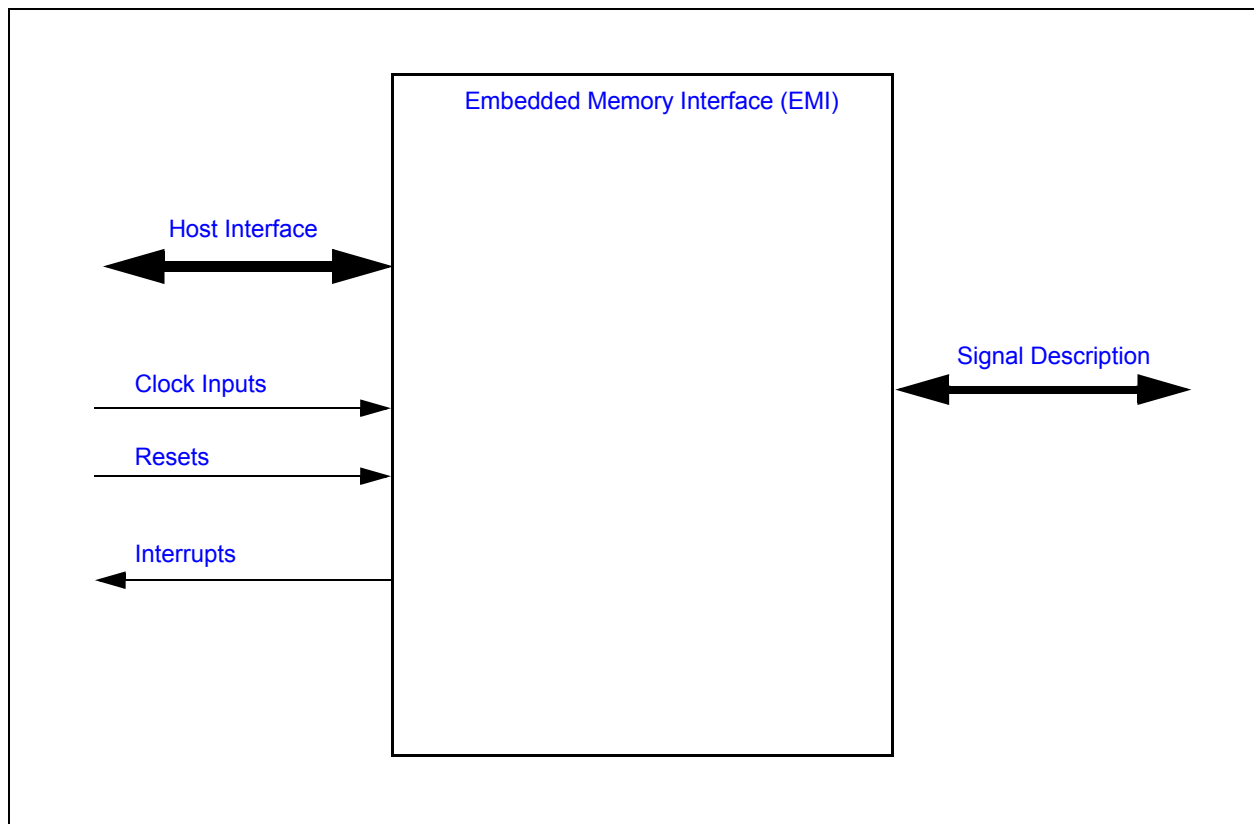 Embedded Memory Interface (EMI)
Host Interface
Signal Description
Clock Inputs
Resets
Interrupts